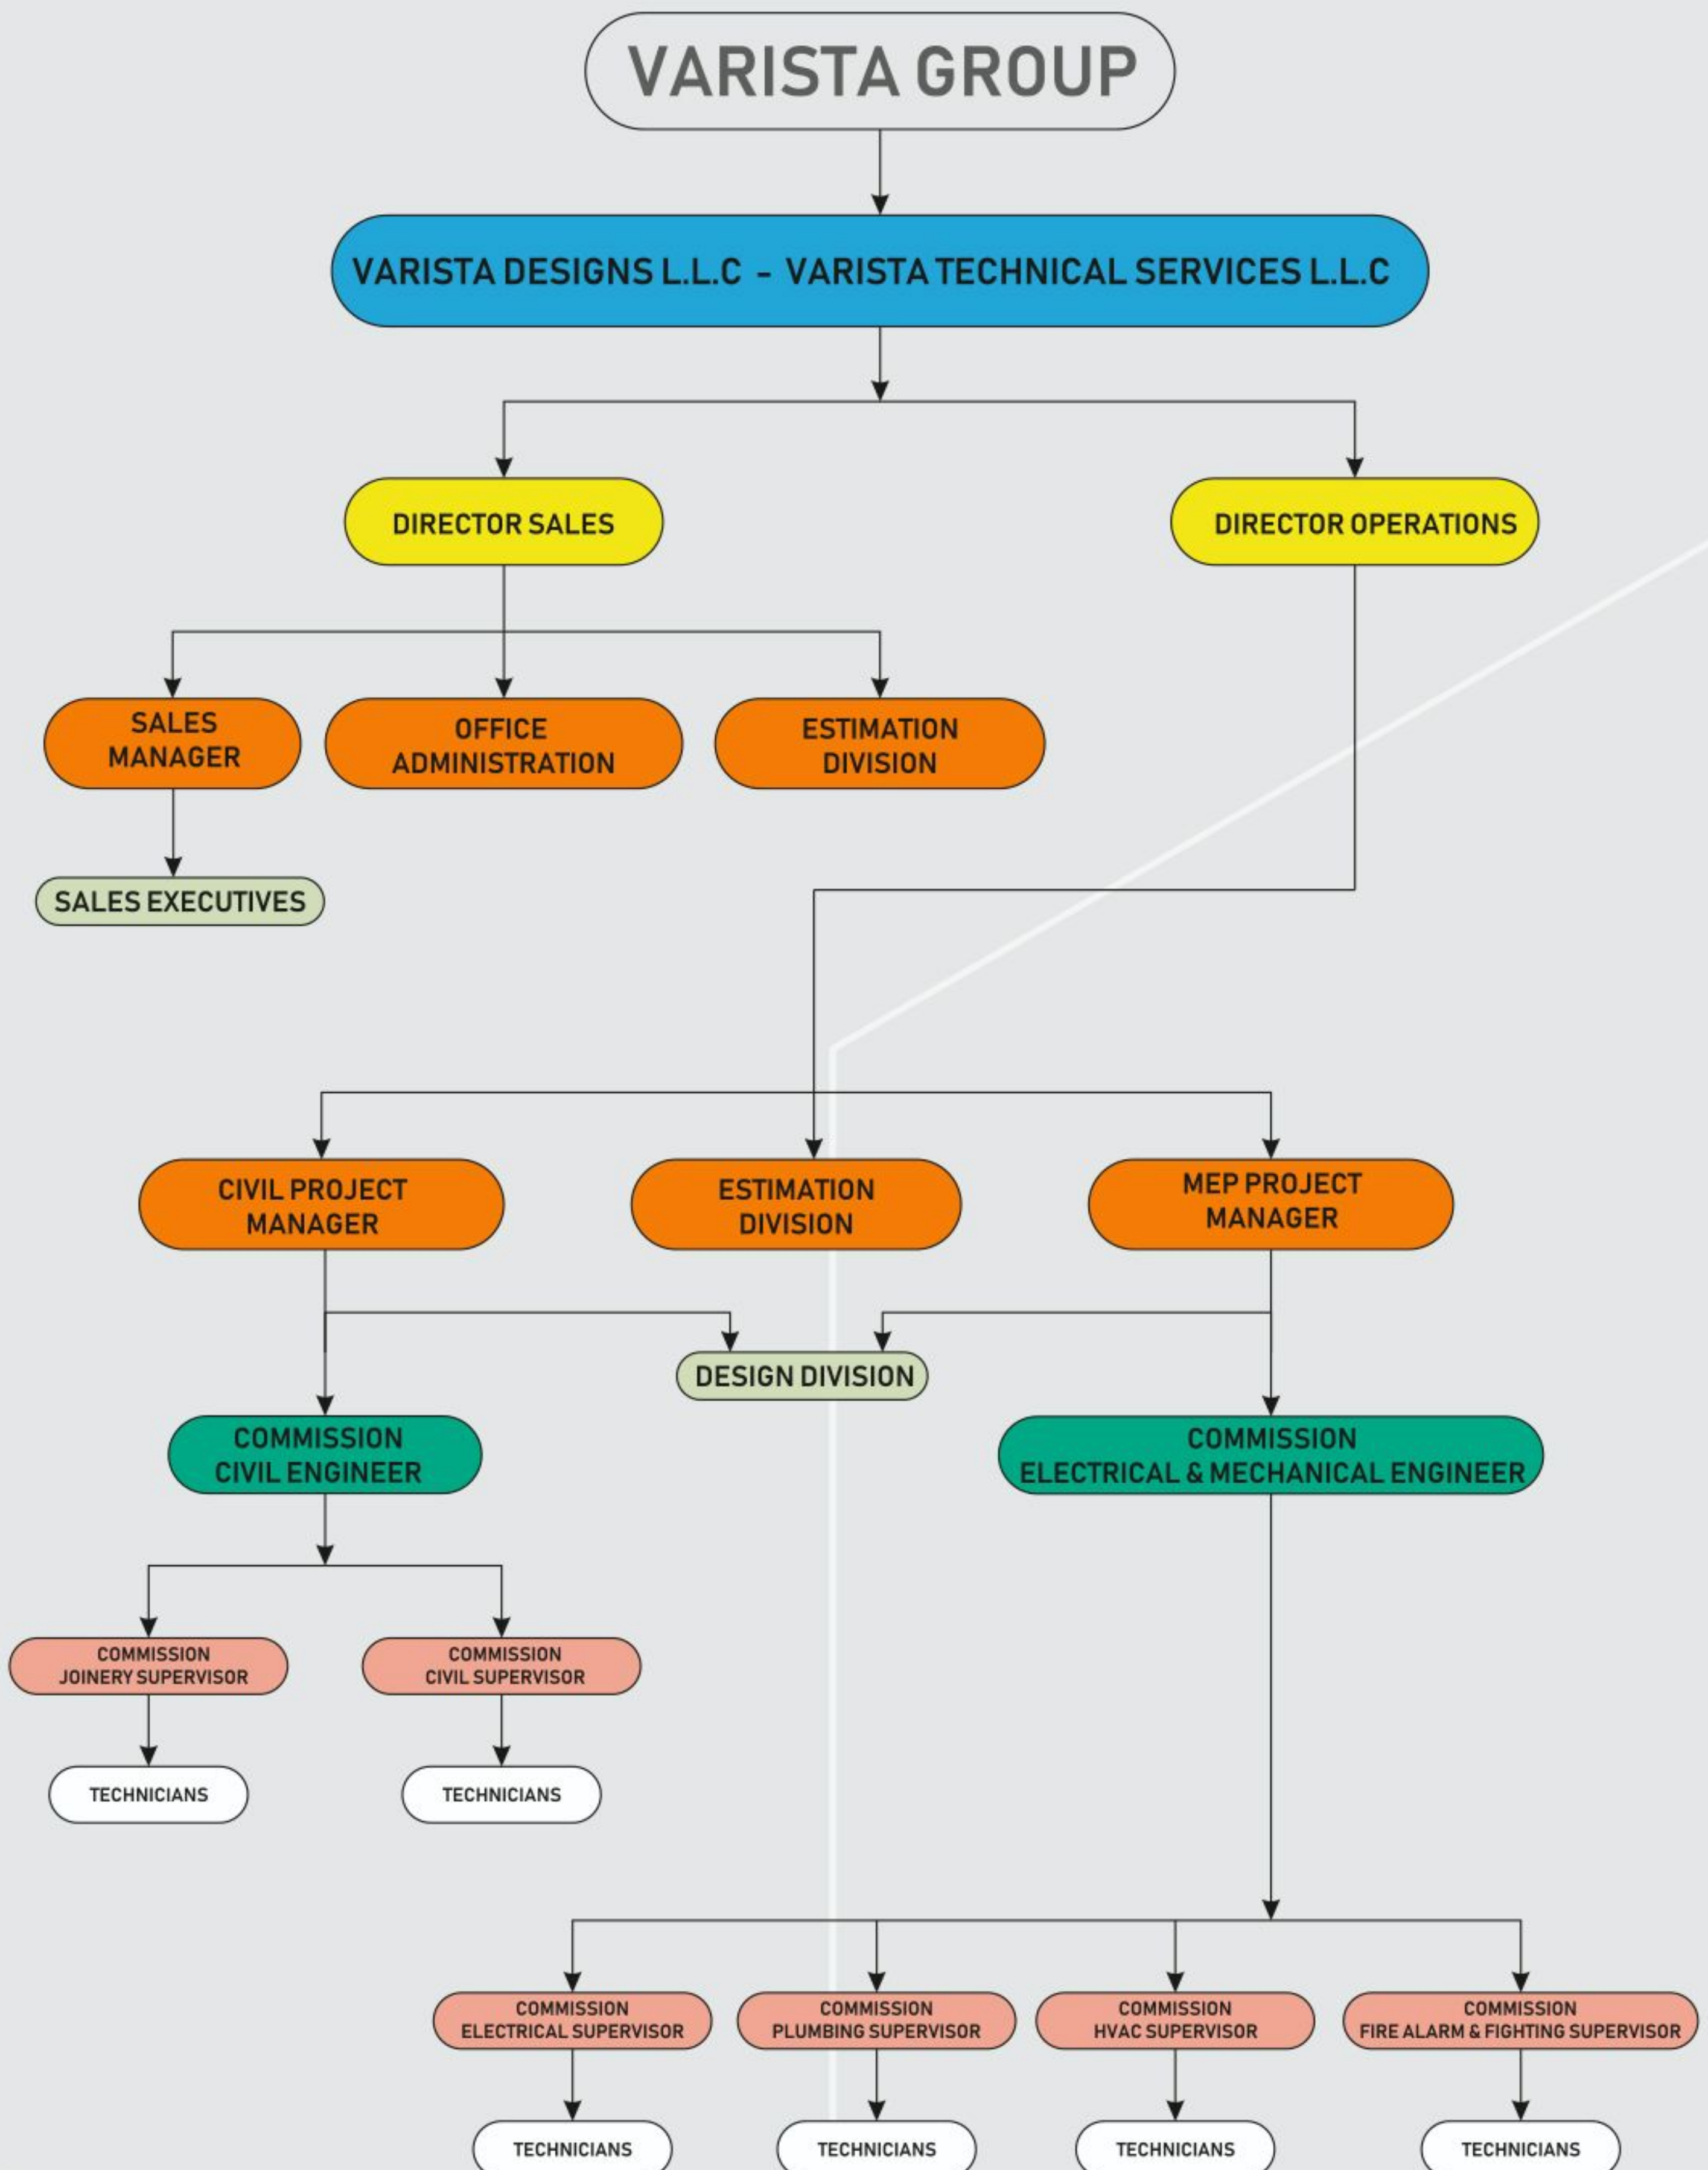 VARISTA GROUP
VARISTA DESIGNS L.L.C - VARISTA TECHNICAL SERVICES L.L.C
DIRECTOR SALES
DIRECTOR OPERATIONS
SALES
MANAGER
OFFICE
ADMINISTRATION
ESTIMATION
DIVISION
SALES EXECUTIVES
CIVIL PROJECT
MANAGER
ESTIMATION
DIVISION
MEP PROJECT
MANAGER
DESIGN DIVISION
COMMISSION
CIVIL ENGINEER
COMMISSION
ELECTRICAL & MECHANICAL ENGINEER
COMMISSION
JOINERY SUPERVISOR
COMMISSION
CIVIL SUPERVISOR
TECHNICIANS
TECHNICIANS
COMMISSION
ELECTRICAL SUPERVISOR
COMMISSION
PLUMBING SUPERVISOR
COMMISSION
HVAC SUPERVISOR
COMMISSION
FIRE ALARM & FIGHTING SUPERVISOR
TECHNICIANS
TECHNICIANS
TECHNICIANS
TECHNICIANS